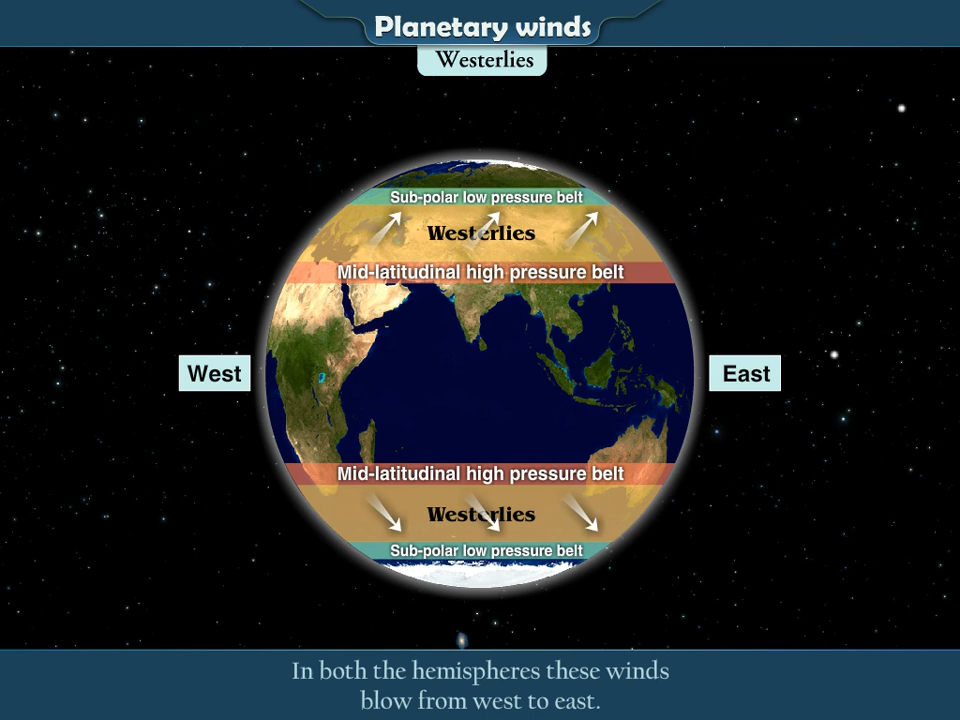 Planetary winds
Westerlies
Sub-polar low pressure belt
Westerlies
Mid-latitudinal high pressure belt
West
East
Mid-latitudinal high pressure belt
Westerlies
Sub-polar low pressure belt
In both the hemispheres these winds
blow from west to east.